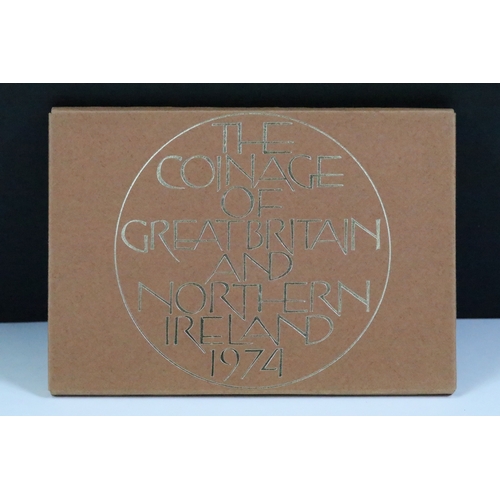 THE
COINAGE
OF
GREAT BRITAIN
AND
NORTHERN
IRELAND
1974